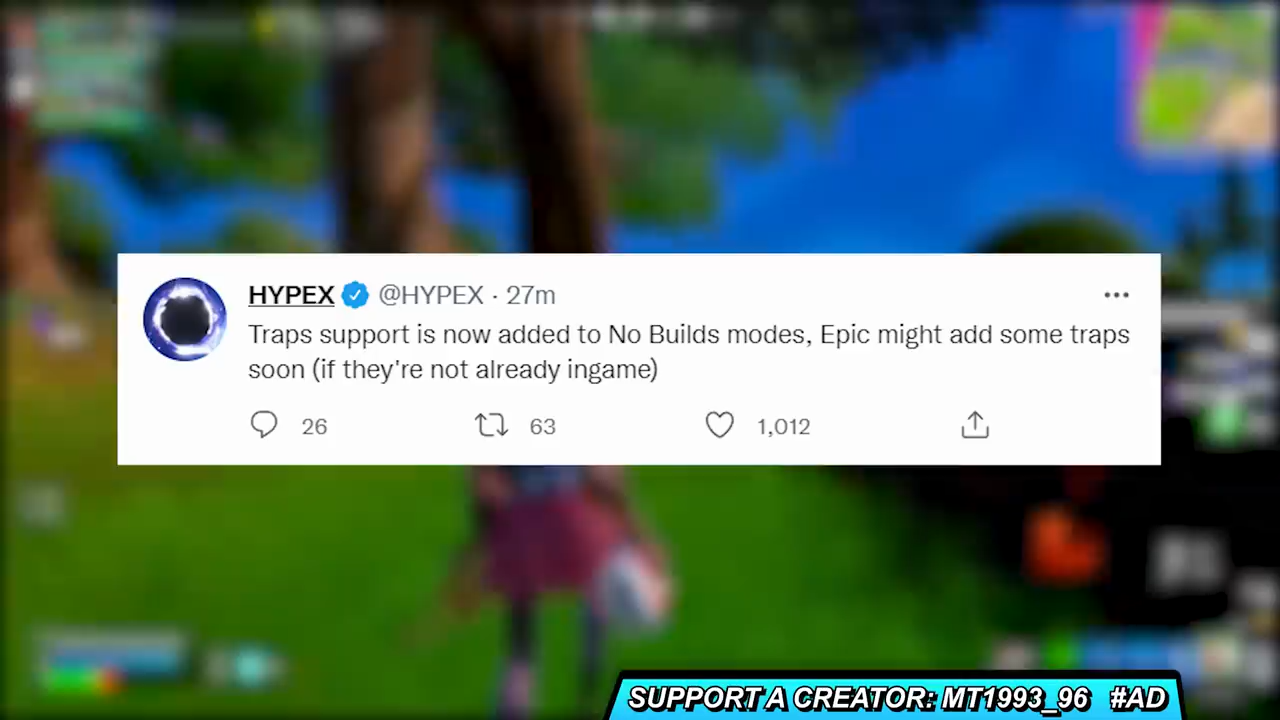 HYPEX @HYPEX · 27m
Traps support is now added to No Builds modes, Epic might add some traps
soon (if they're not already ingame)
26 63 1,012
SUPPORT A CREATOR: MT1993_96 #AD